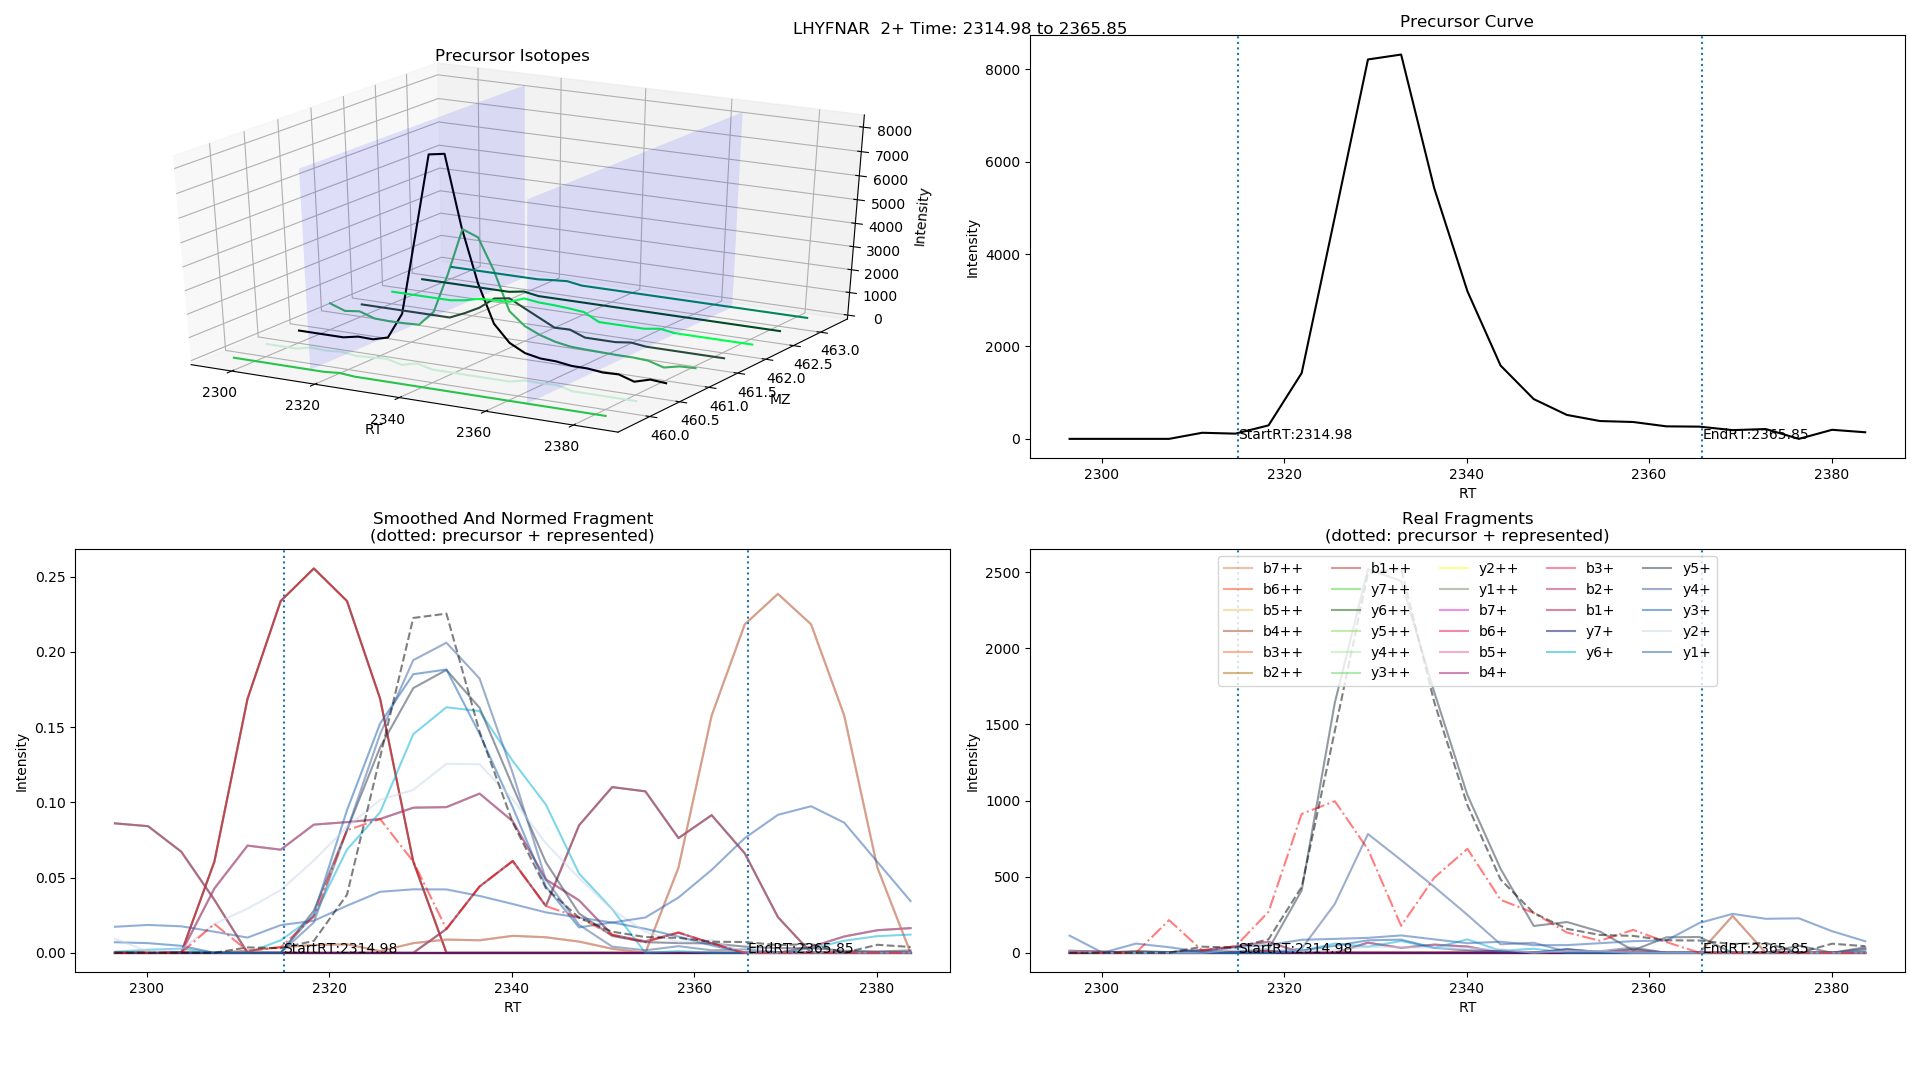 LHYFNAR  2+ Time: 2314.98 to 2365.85
Precursor Isotopes
8000
7000
6000
5000
4000
3000
2000
1000
0
Intensity
463.0
462.5
462.0
461.5
461.0
460.5
460.0
MZ
2300
2320
2340
2360
2380
RT
Precursor Curve
8000
6000
4000
2000
0
Intensity
StartRT:2314.98
EndRT:2365.85
2300
2320
2340
2360
2380
RT
Smoothed And Normed Fragment
(dotted: precursor + represented)
0.25
0.20
0.15
0.10
0.05
0.00
Intensity
StartRT:2314.98
EndRT:2365.85
2300
2320
2340
2360
2380
RT
Real Fragments
(dotted: precursor + represented)
2500
2000
1500
1000
500
0
Intensity
b7++
b6++
b5++
b4++
b3++
b2++
b1++
y7++
y6++
y5++
y4++
y3++
y2++
y1++
b7+
b6+
b5+
b4+
b3+
b2+
b1+
y7+
y6+
y5+
y4+
y3+
y2+
y1+
StartRT:2314.98
EndRT:2365.85
2300
2320
2340
2360
2380
RT